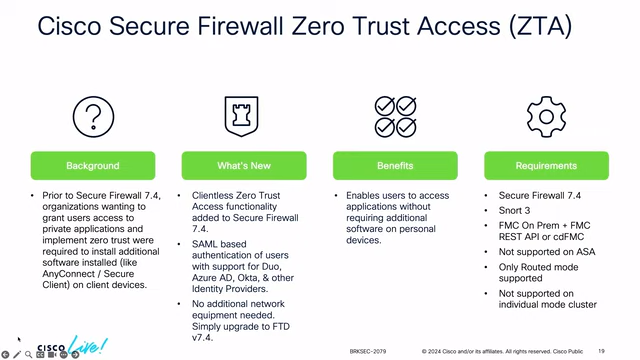 Cisco Secure Firewall Zero Trust Access (ZTA)
Background
• Prior to Secure Firewall 7.4,
organizations wanting to
grant users access to
private applications and
implement zero trust were
required to install additional
software installed (like
AnyConnect / Secure
Client) on client devices.
What's New
• Clientless Zero Trust
Access functionality
added to Secure Firewall
7.4.
• SAML based
authentication of users
with support for Duo,
Azure AD, Okta, & other
Identity Providers.
• No additional network
equipment needed.
Simply upgrade to FTD
v7.4.
Benefits
• Enables users to access
applications without
requiring additional
software on personal
devices.
Requirements
• Secure Firewall 7.4
• Snort 3
• FMC On Prem + FMC
REST API or cdFMC
• Not supported on ASA
• Only Routed mode
supported
• Not supported on
individual mode cluster
CISCO Live!
BRKSEC-2079
© 2024 Cisco and/or its affiliates. All rights reserved. Cisco Public
19